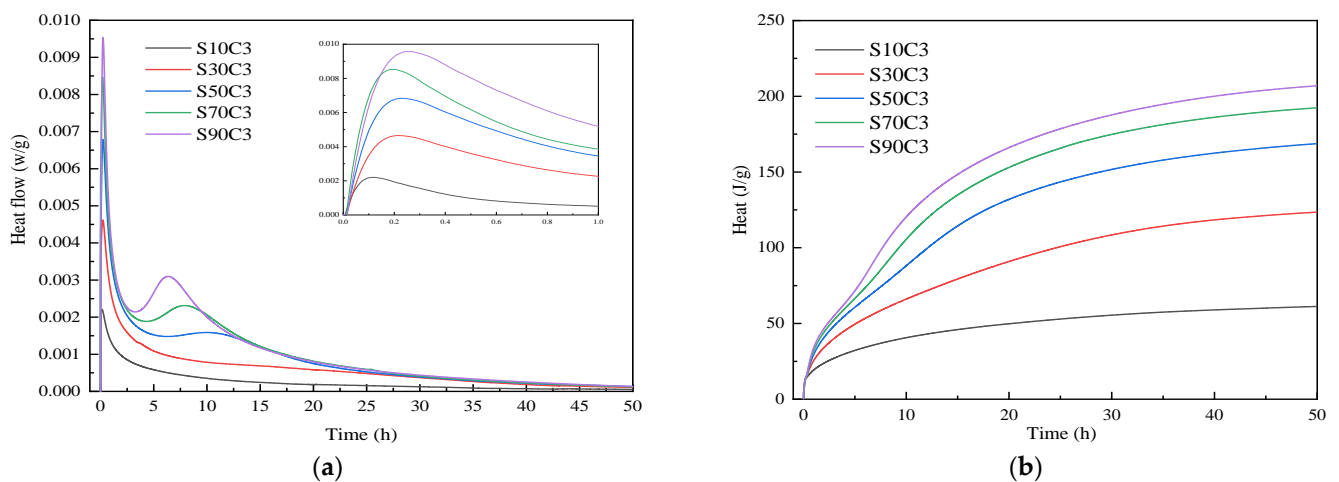 0.010
0.009
0.008
0.007
0.006
0.005
0.004
0.003
0.002
0.001
0.000
Heat flow (w/g)
S10C3
S30C3
S50C3
S70C3
S90C3
0.010
0.008
0.006
0.004
0.002
0.000
0.0 0.2 0.4 0.6 0.8 1.0
0 5 10 15 20 25 30 35 40 45 50
Time (h)
(a)
250
200
150
100
50
0
Heat (J/g)
S10C3
S30C3
S50C3
S70C3
S90C3
0 10 20 30 40 50
Time (h)
(b)